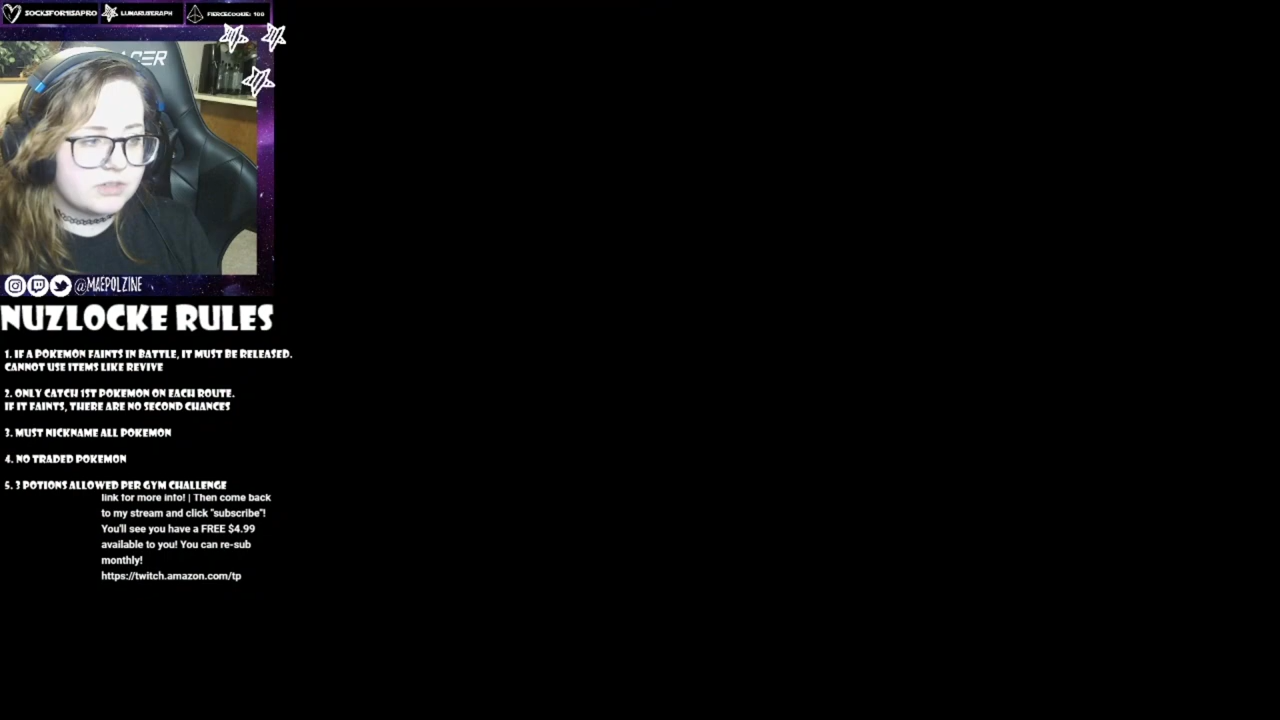 SOCKSFOR1ISAPRO
FIERCECOOKIE: 100
ACER
@MAEPOLZINE
NUZLOCKE RULES
1. IF A POKEMON FAINTS IN BATTLE, IT MUST BE RELEASED.
CANNOT USE ITEMS LIKE REVIVE
2. ONLY CATCH 1ST POKEMON ON EACH ROUTE.
IF IT FAINTS, THERE ARE NO SECOND CHANCES
3. MUST NICKNAME ALL POKEMON
4. NO TRADED POKEMON
5. 3 POTIONS ALLOWED PER GYM CHALLENGE
link for more info! | Then come back
to my stream and click "subscribe"!
You'll see you have a FREE $4.99
available to you! You can re-sub
monthly!
https://twitch.amazon.com/tp